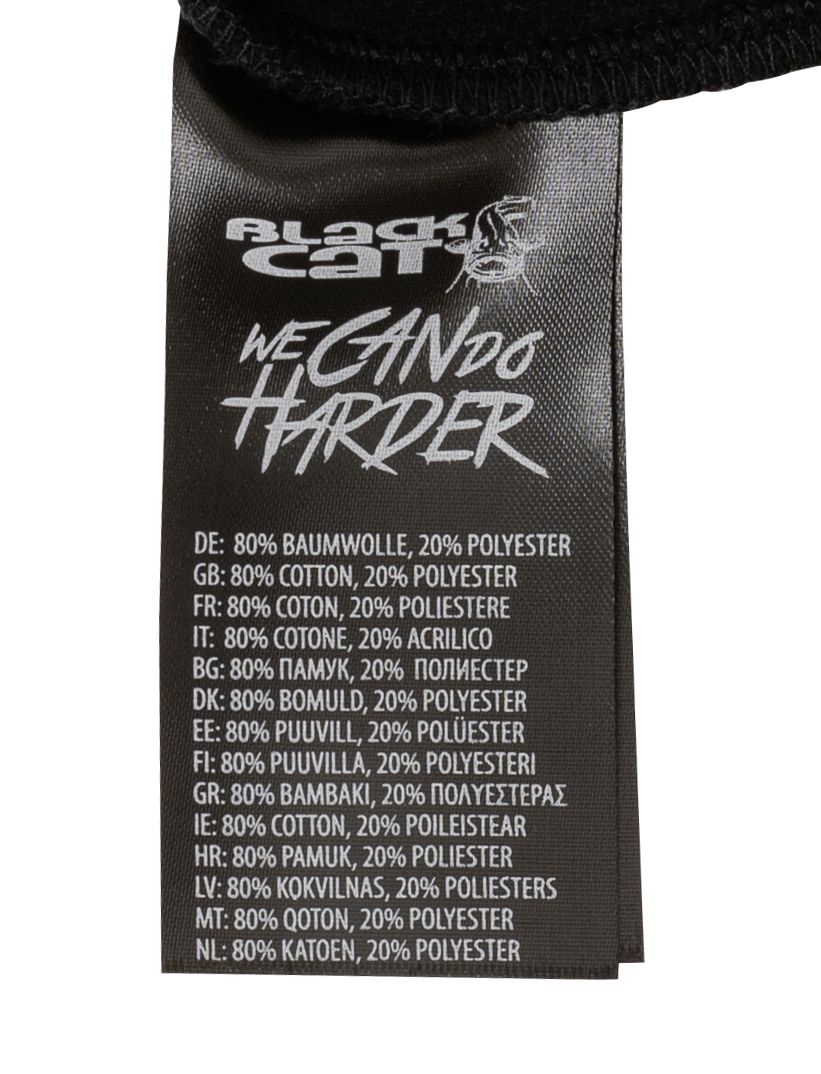 BLaCK
CaT
WE CAN DO
HARDER
DE: 80% BAUMWOLLE, 20% POLYESTER
GB: 80% COTTON, 20% POLYESTER
FR: 80% COTON, 20% POLIESTERE
IT: 80% COTONE, 20% ACRILICO
BG: 80% ПАМУК, 20% ПОЛИЕСТЕР
DK: 80% BOMULD, 20% POLYESTER
EE: 80% PUUVILL, 20% POLÜESTER
FI: 80% PUUVILLA, 20% POLYESTERI
GR: 80% ΒΑΜΒΑΚΙ, 20% ΠΟΛΥΕΣΤΕΡΑΣ
IE: 80% COTTON, 20% POILEISTEAR
HR: 80% PAMUK, 20% POLIESTER
LV: 80% KOKVILNAS, 20% POLIESTERS
MT: 80% QOTON, 20% POLYESTER
NL: 80% KATOEN, 20% POLYESTER